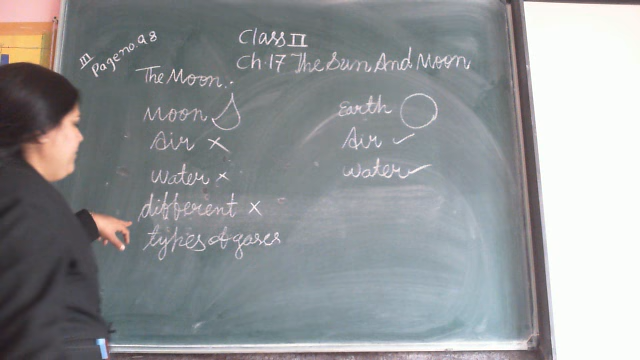 III
Page no. 98
Class II
Ch:17 The Sun And Moon
The Moon:-
Moon
Earth
Air ×
Air ✓
Water ×
Water ✓
different ×
types of gases